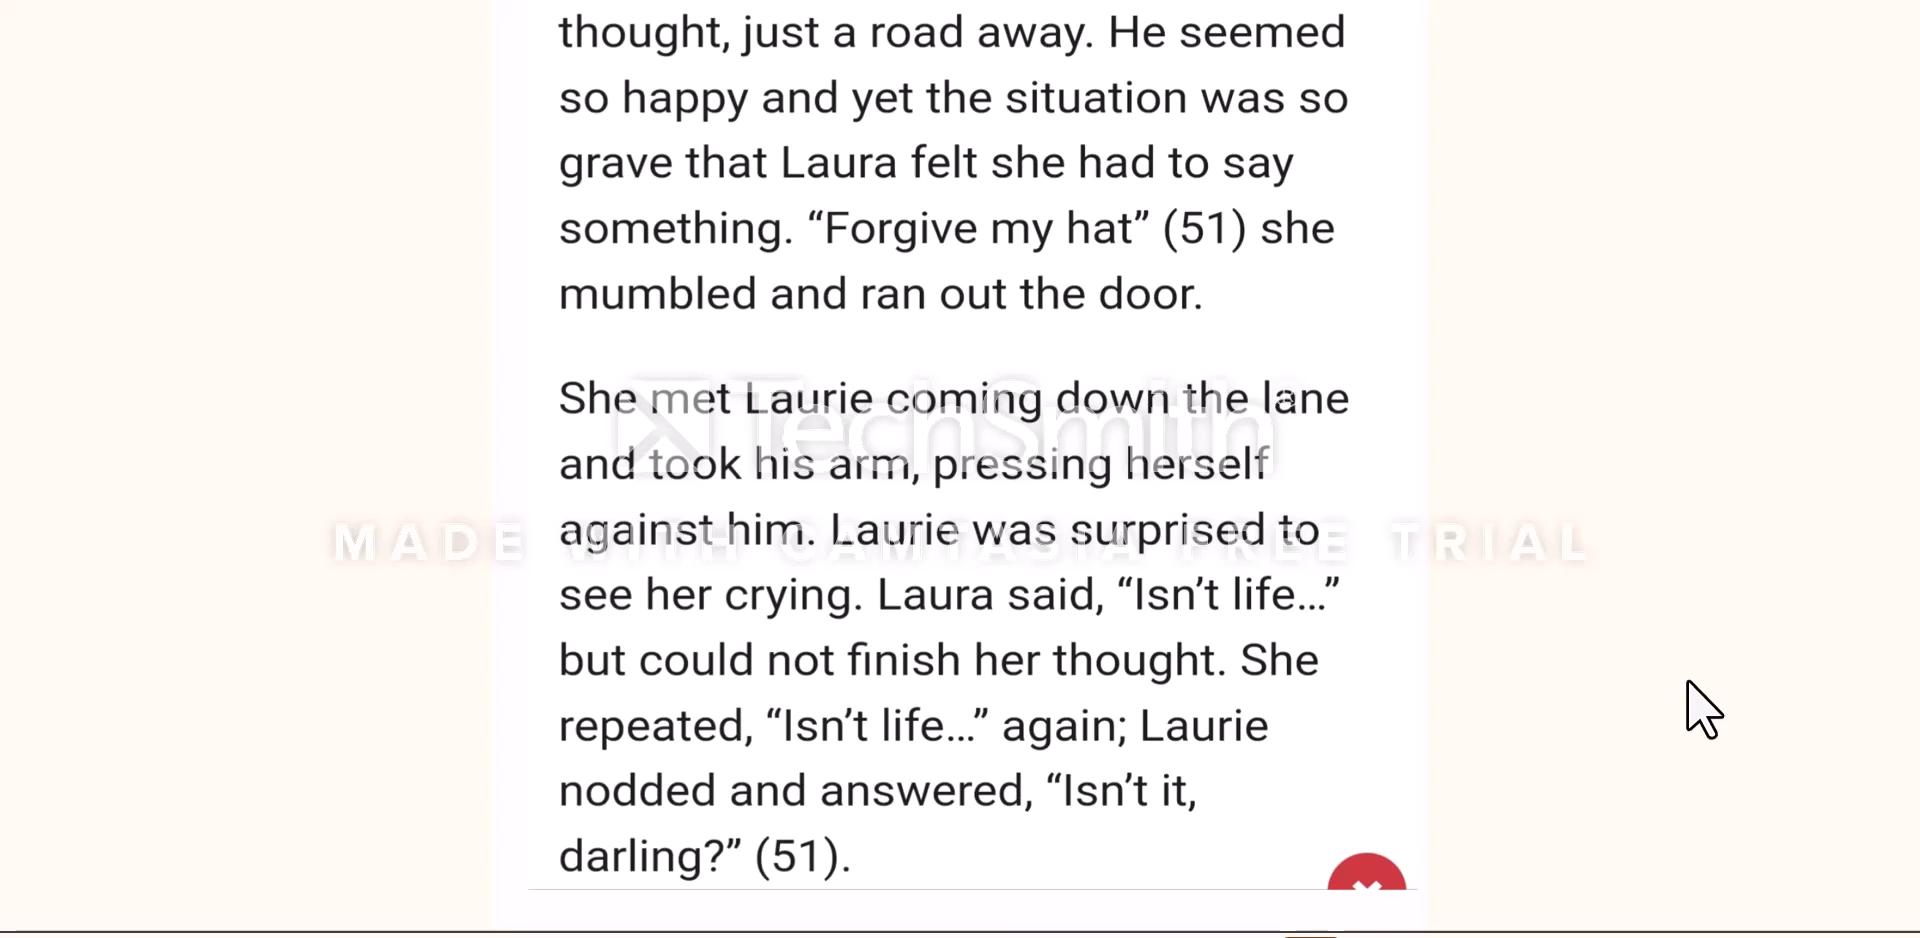 thought, just a road away. He seemed
so happy and yet the situation was so
grave that Laura felt she had to say
something. “Forgive my hat” (51) she
mumbled and ran out the door.
She met Laurie coming down the lane
and took his arm, pressing herself
against him. Laurie was surprised to
see her crying. Laura said, “Isn’t life...”
but could not finish her thought. She
repeated, “Isn’t life...” again; Laurie
nodded and answered, “Isn’t it,
darling?” (51).
TechSmith
MADE WITH CAMTASIA FREE TRIAL